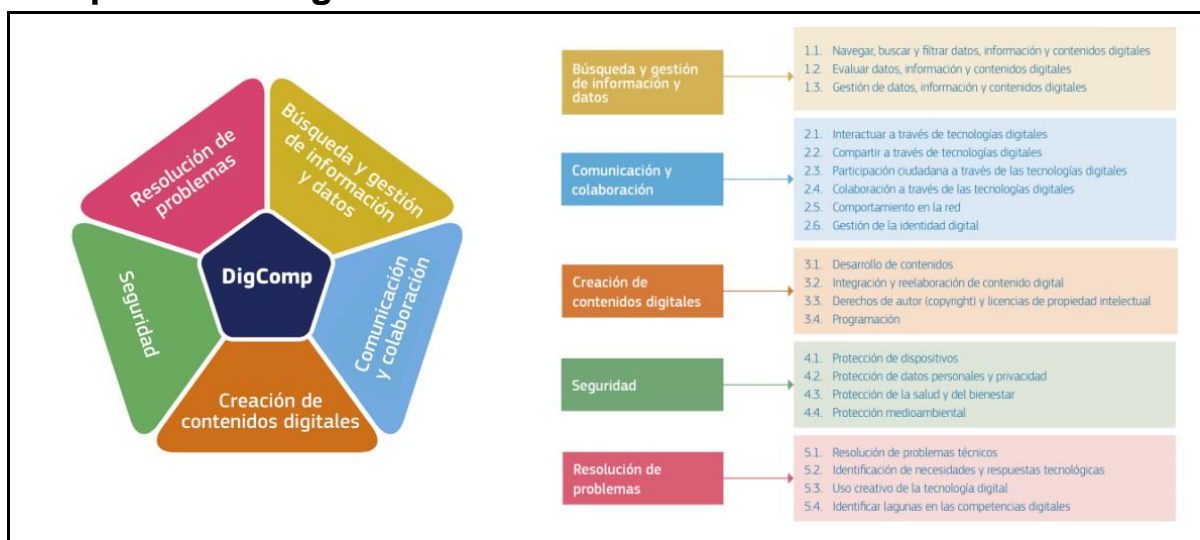 Resolución de
problemas
Búsqueda y gestión
de información
y datos
Seguridad
DigComp
Comunicación
y colaboración
Creación de
contenidos digitales
Búsqueda y gestión
de información y
datos
1.1. Navegar, buscar y filtrar datos, información y contenidos digitales
1.2. Evaluar datos, información y contenidos digitales
1.3. Gestión de datos, información y contenidos digitales
Comunicación y
colaboración
2.1. Interactuar a través de tecnologías digitales
2.2. Compartir a través de tecnologías digitales
2.3. Participación ciudadana a través de las tecnologías digitales
2.4. Colaboración a través de las tecnologías digitales
2.5. Comportamiento en la red
2.6. Gestión de la identidad digital
Creación de
contenidos digitales
3.1. Desarrollo de contenidos
3.2. Integración y reelaboración de contenido digital
3.3. Derechos de autor (copyright) y licencias de propiedad intelectual
3.4. Programación
Seguridad
4.1. Protección de dispositivos
4.2. Protección de datos personales y privacidad
4.3. Protección de la salud y del bienestar
4.4. Protección medioambiental
Resolución de
problemas
5.1. Resolución de problemas técnicos
5.2. Identificación de necesidades y respuestas tecnológicas
5.3. Uso creativo de la tecnología digital
5.4. Identificar lagunas en las competencias digitales